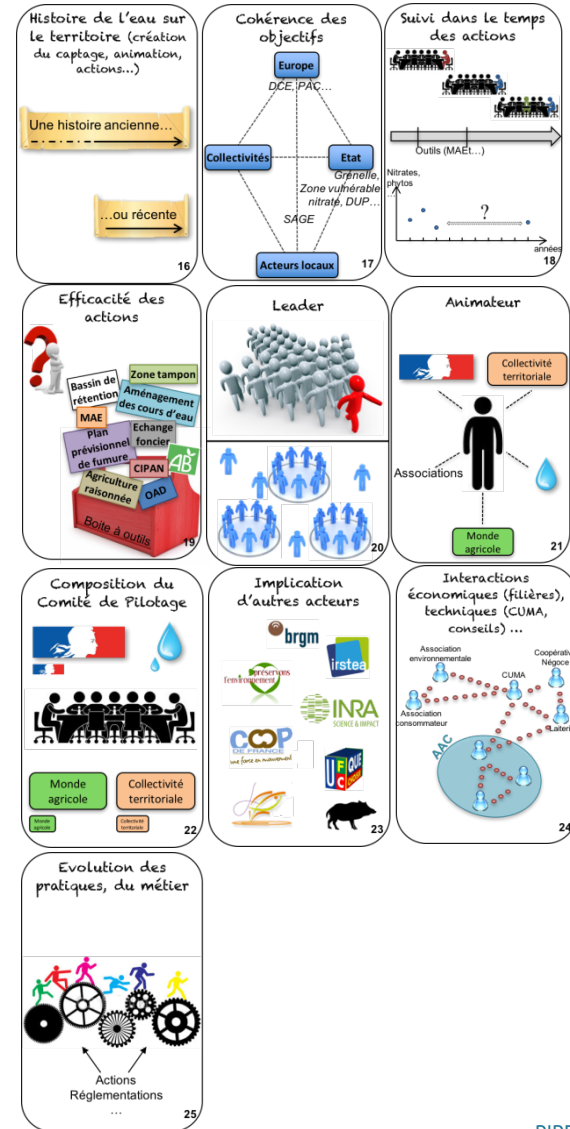 Histoire de l'eau sur
le territoire (création
du captage, animation,
actions...)
Une histoire ancienne...
...ou récente
16
Cohérence des
objectifs
Europe
DCE, PAC...
Collectivités
Etat
Grenelle,
Zone vulnérable
nitrate, DUP...
SAGE
Acteurs locaux
17
Suivi dans le temps
des actions
Outils (MAEt...)
Nitrates,
phytos
...
?
années
18
Efficacité des
actions
Zone tampon
Bassin de
rétention
Aménagement
des cours d'eau
MAE
Plan
prévisionnel
de fumure
Echange
foncier
CIPAN
AB
Agriculture
raisonnée
OAD
Boite à outils
19
Leader
20
Animateur
Collectivité
territoriale
Associations
Monde
agricole
21
Composition du
Comité de Pilotage
Monde
agricole
Collectivité
territoriale
Monde
agricole
Collectivité
territoriale
22
Implication
d'autres acteurs
brgm
irstea
préservons
l'environnement
INRA
SCIENCE & IMPACT
COOP
DE FRANCE
une force en mouvement
UFC
QUE
CHOISIR
23
Interactions
économiques (filières),
techniques (CUMA,
conseils) ...
Association
environnementale
Coopérative
Négoce
CUMA
Association
consommateur
Laiterie
AAC
24
Evolution des
pratiques, du métier
Actions
Réglementations
...
25